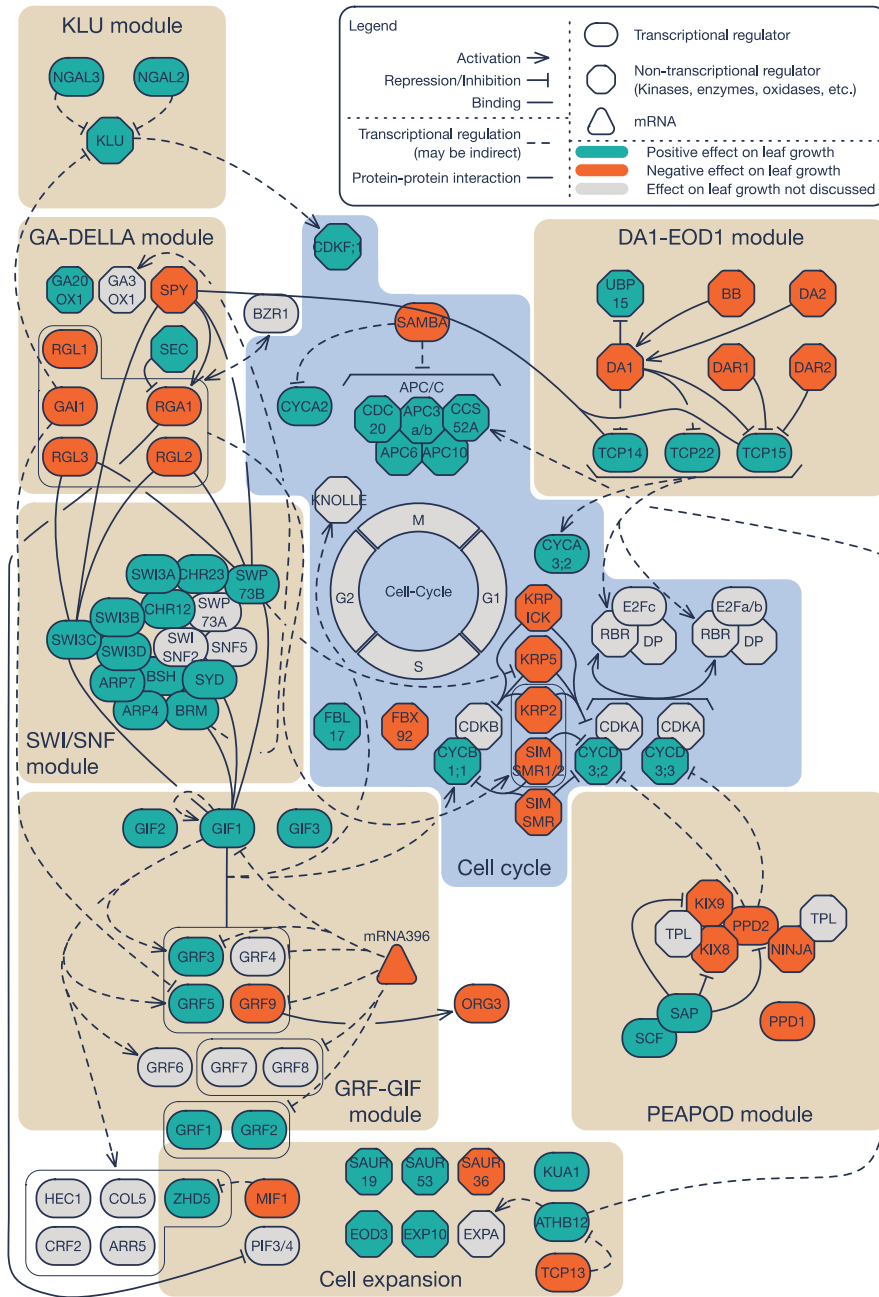 KLU module
NGAL3
NGAL2
KLU
Legend
Activation
Repression/Inhibition
Binding
Transcriptional regulation
(may be indirect)
Protein-protein interaction
Transcriptional regulator
Non-transcriptional regulator
(Kinases, enzymes, oxidases, etc.)
mRNA
Positive effect on leaf growth
Negative effect on leaf growth
Effect on leaf growth not discussed
GA-DELLA module
GA20
OX1
GA3
OX1
SPY
RGL1
SEC
GAI1
RGA1
RGL3
RGL2
CDKF;1
BZR1
SAMBA
CYCA2
APC/C
CDC
20
APC3
a/b
CCS
52A
APC6
APC10
DA1-EOD1 module
UBP
15
BB
DA2
DA1
DAR1
DAR2
TCP14
TCP22
TCP15
KNOLLE
M
G2
Cell-Cycle
G1
S
CYCA
3;2
KRP
ICK
E2Fc
RBR
DP
E2Fa/b
RBR
DP
KRP5
KRP2
FBL
17
FBX
92
CDKB
CYCB
1;1
SIM
SMR1/2
CDKA
CYCD
3;2
CDKA
CYCD
3;3
SIM
SMR
Cell cycle
SWI3A
CHR23
SWP
73B
CHR12
SWP
73A
SWI3B
SWI3C
SWI
SNF2
SNF5
SWI3D
ARP7
BSH
SYD
ARP4
BRM
SWI/SNF
module
GIF2
GIF1
GIF3
mRNA396
GRF3
GRF4
GRF5
GRF9
ORG3
GRF6
GRF7
GRF8
GRF-GIF
module
GRF1
GRF2
KIX9
TPL
PPD2
TPL
KIX8
NINJA
SAP
SCF
PPD1
PEAPOD module
HEC1
COL5
ZHD5
MIF1
CRF2
ARR5
PIF3/4
SAUR
19
SAUR
53
SAUR
36
KUA1
EOD3
EXP10
EXPA
ATHB12
TCP13
Cell expansion